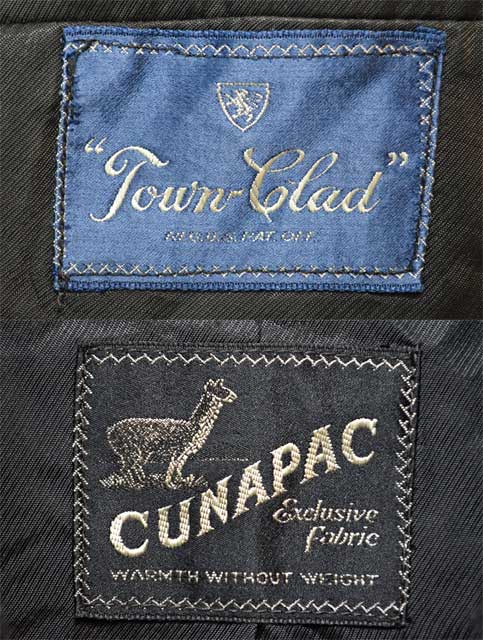 "Town-Clad"
REG. U.S. PAT. OFF.
CUNAPAC
Exclusive
fabric
WARMTH WITHOUT WEIGHT